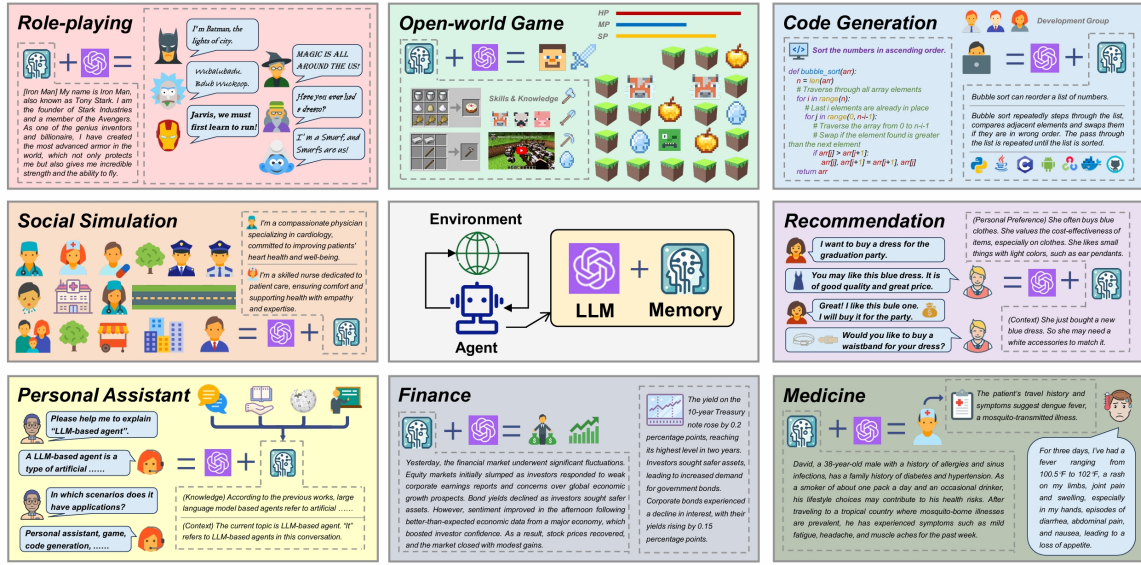 Role-playing
[Iron Man] My name is Iron Man,
also known as Tony Stark. I am
the founder of Stark Industries
and a member of the Avengers.
As one of the genius inventors
and billionaire, I have created
the most advanced armor in the
world, which not only protects
me but also gives me incredible
strength and the ability to fly.
I'm Batman, the
lights of city.
MAGIC IS ALL
AROUND THE US!
Wubalubadu.
Bdub Wuckoop.
Have you ever had
a dream?
Jarvis, we must
first learn to run!
I'm a Smurf, and
Smurfs are us!
Open-world Game
HP
MP
SP
Skills & Knowledge
Code Generation
Development Group
Sort the numbers in ascending order.
def bubble_sort(arr):
n = len(arr)
# Traverse through all array elements
for i in range(n):
# Last i elements are already in place
for j in range(0, n-i-1):
# Traverse the array from 0 to n-i-1
# Swap if the element found is greater
than the next element
if arr[j] > arr[j+1]:
arr[j], arr[j+1] = arr[j+1], arr[j]
return arr
Bubble sort can reorder a list of numbers.
Bubble sort repeatedly steps through the list,
compares adjacent elements and swaps them
if they are in wrong order. The pass through
the list is repeated until the list is sorted.
Social Simulation
I'm a compassionate physician
specializing in cardiology,
committed to improving patients'
heart health and well-being.
I'm a skilled nurse dedicated to
patient care, ensuring comfort and
supporting health with empathy
and expertise.
Environment
Agent
LLM
Memory
Recommendation
I want to buy a dress for the
graduation party.
You may like this blue dress. It is
of good quality and great price.
Great! I like this bule one.
I will buy it for the party.
Would you like to buy a
waistband for your dress?
(Personal Preference) She often buys blue
clothes. She values the cost-effectiveness of
items, especially on clothes. She likes small
things with light colors, such as ear pendants.
(Context) She just bought a new
blue dress. So she may need a
white accessories to match it.
Personal Assistant
Please help me to explain
“LLM-based agent”.
A LLM-based agent is a
type of artificial ……
In which scenarios does it
have applications?
Personal assistant, game,
code generation, ……
(Knowledge) According to the previous works, large
language model based agents refer to artificial ……
(Context) The current topic is LLM-based agent. “It”
refers to LLM-based agents in this conversation.
Finance
Yesterday, the financial market underwent significant fluctuations.
Equity markets initially slumped as investors responded to weak
corporate earnings reports and concerns over global economic
growth prospects. Bond yields declined as investors sought safer
assets. However, sentiment improved in the afternoon following
better-than-expected economic data from a major economy, which
boosted investor confidence. As a result, stock prices recovered,
and the market closed with modest gains.
The yield on the
10-year Treasury
note rose by 0.2
percentage points, reaching
its highest level in two years.
Investors sought safer assets,
leading to increased demand
for government bonds.
Corporate bonds experienced
a decline in interest, with their
yields rising by 0.15
percentage points.
Medicine
The patient's travel history and
symptoms suggest dengue fever,
a mosquito-transmitted illness.
David, a 38-year-old male with a history of allergies and sinus
infections, has a family history of diabetes and hypertension. As
a smoker of about one pack a day and an occasional drinker,
his lifestyle choices may contribute to his health risks. After
traveling to a tropical country where mosquito-borne illnesses
are prevalent, he has experienced symptoms such as mild
fatigue, headache, and muscle aches for the past week.
For three days, I've had a
fever ranging from
100.5°F to 102°F, a rash
on my limbs, joint pain
and swelling, especially
in my hands, episodes of
diarrhea, abdominal pain,
and nausea, leading to a
loss of appetite.